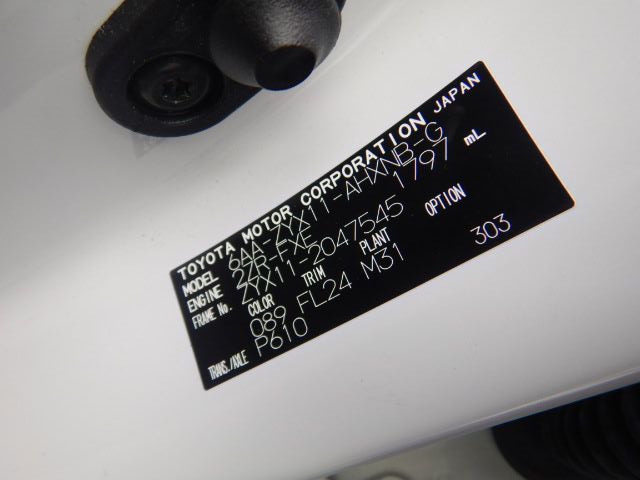 TOYOTA MOTOR CORPORATION JAPAN
MODEL 6AA-ZYX11-AHXNB-G
ENGINE 2ZR-FXE 1797 mL
FRAME No. ZYX11-2047545
COLOR TRIM PLANT OPTION
089 FL24 M31 303
TRANS./AXLE P610